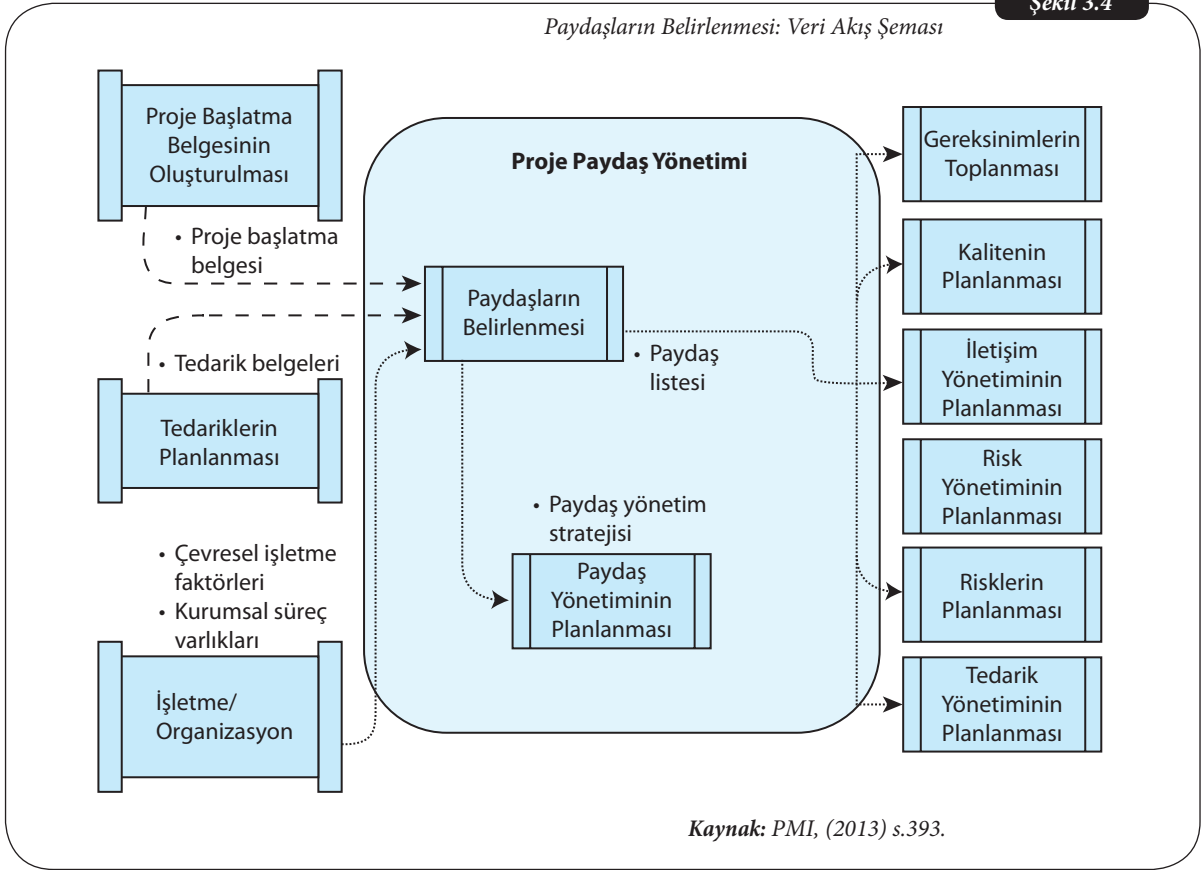 Şekil 3.4
Paydaşların Belirlenmesi: Veri Akış Şeması
Proje Başlatma
Belgesinin
Oluşturulması
• Proje başlatma
belgesi
• Tedarik belgeleri
Tedariklerin
Planlanması
• Çevresel işletme
faktörleri
• Kurumsal süreç
varlıkları
İşletme/
Organizasyon
Proje Paydaş Yönetimi
Paydaşların
Belirlenmesi
• Paydaş
listesi
• Paydaş yönetim
stratejisi
Paydaş
Yönetiminin
Planlanması
Gereksinimlerin
Toplanması
Kalitenin
Planlanması
İletişim
Yönetiminin
Planlanması
Risk
Yönetiminin
Planlanması
Risklerin
Planlanması
Tedarik
Yönetiminin
Planlanması
Kaynak: PMI, (2013) s.393.